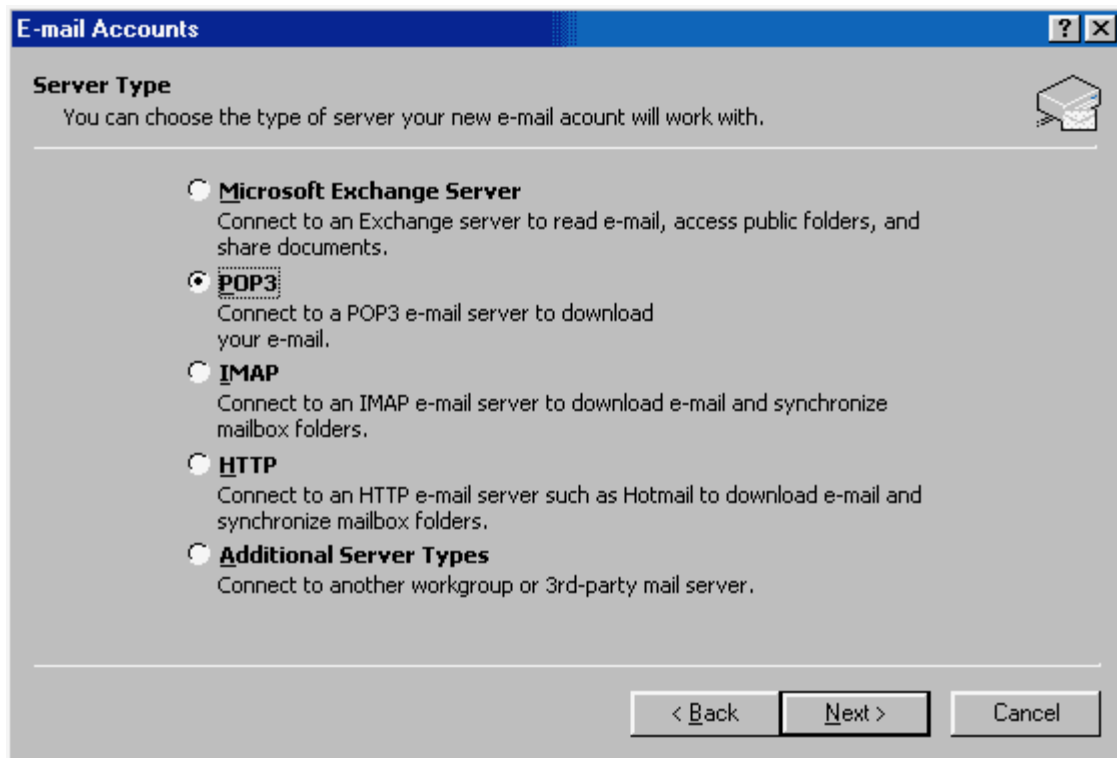 E-mail Accounts
Server Type
You can choose the type of server your new e-mail acount will work with.
Microsoft Exchange Server
Connect to an Exchange server to read e-mail, access public folders, and
share documents.
POP3
Connect to a POP3 e-mail server to download
your e-mail.
IMAP
Connect to an IMAP e-mail server to download e-mail and synchronize
mailbox folders.
HTTP
Connect to an HTTP e-mail server such as Hotmail to download e-mail and
synchronize mailbox folders.
Additional Server Types
Connect to another workgroup or 3rd-party mail server.
< Back Next > Cancel